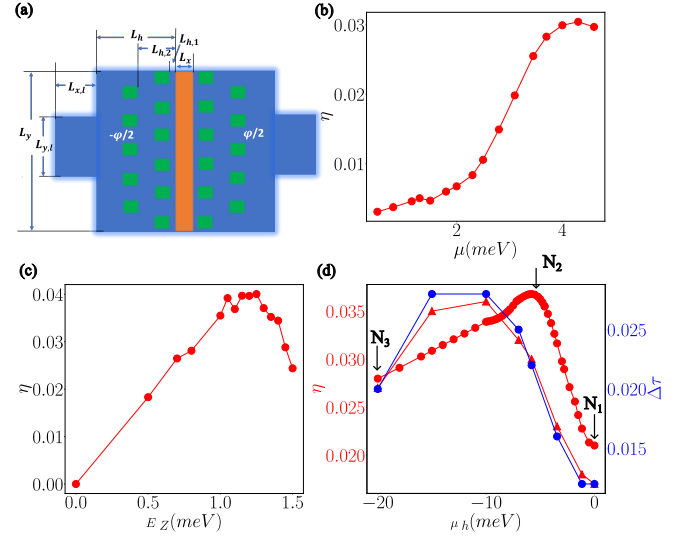 (a)
L_h
L_{h,1}
L_{h,2}
L_x
L_{x,l}
L_y
L_{y,l}
-φ/2
φ/2
(b)
0.03
0.02
0.01
η
2
4
μ(meV)
(c)
0.04
0.03
0.02
0.01
0.00
η
0.0
0.5
1.0
1.5
E_Z(meV)
(d)
N_2
N_3
N_1
0.035
0.030
0.025
0.020
η
0.025
0.020
0.015
Δτ
−20
−10
0
μ_h(meV)